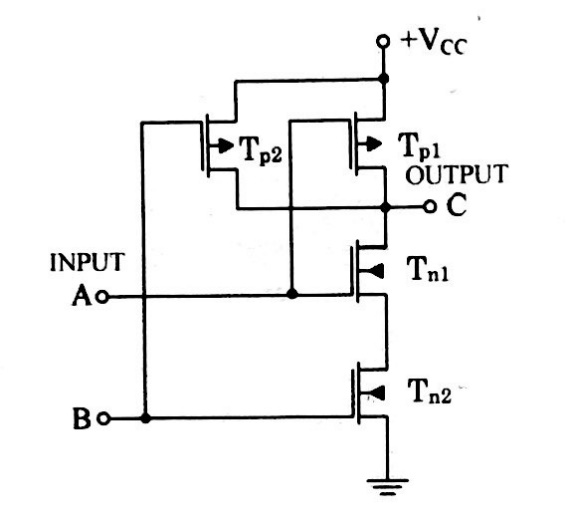 +VCC
Tp2
Tp1
OUTPUT
C
INPUT
A
Tn1
B
Tn2